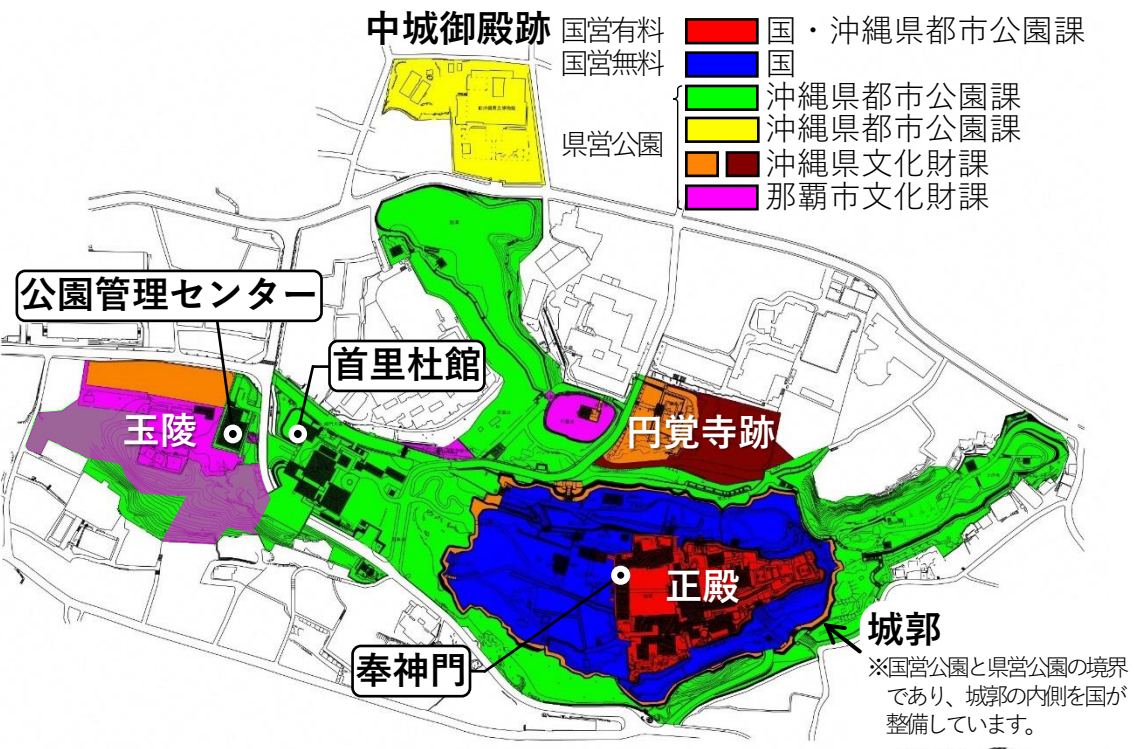 中城御殿跡
国営有料 国・沖縄県都市公園課
国営無料 国
県営公園
沖縄県都市公園課
沖縄県都市公園課
沖縄県文化財課
那覇市文化財課
公園管理センター
首里杜館
玉陵
円覚寺跡
正殿
奉神門
城郭
※国営公園と県営公園の境界
であり、城郭の内側を国が
整備しています。